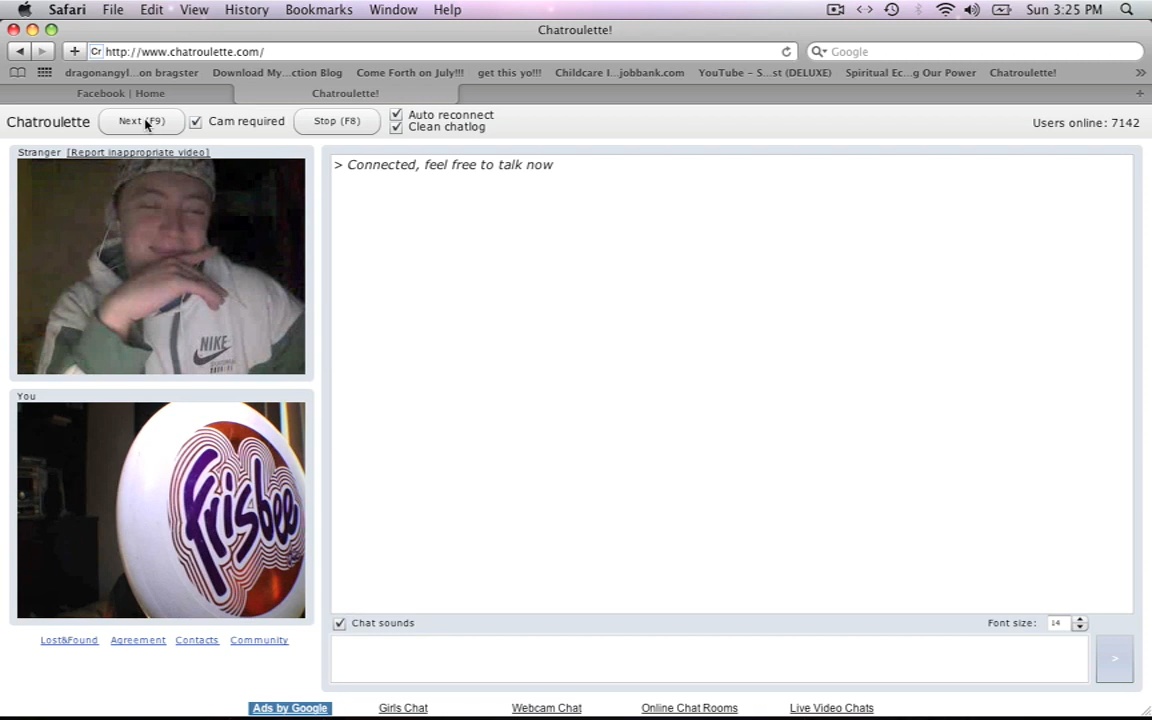 Safari File Edit View History Bookmarks Window Help Sun 3:25 PM
Chatroulette!
Cr http://www.chatroulette.com/ Google
dragonangyl...on bragster Download My...ction Blog Come Forth on July!!! get this yo!!! Childcare I...jobbank.com YouTube - S...st (DELUXE) Spiritual Ec...g Our Power Chatroulette! »
Facebook | Home Chatroulette! +
Chatroulette Next (F9) Cam required Stop (F8) Auto reconnect
Clean chatlog
Users online: 7142
Stranger [Report inappropriate video]
> Connected, feel free to talk now
NIKE
You
frisbee
Chat sounds Font size: 14
Lost&Found Agreement Contacts Community
>
Ads by Google Girls Chat Webcam Chat Online Chat Rooms Live Video Chats